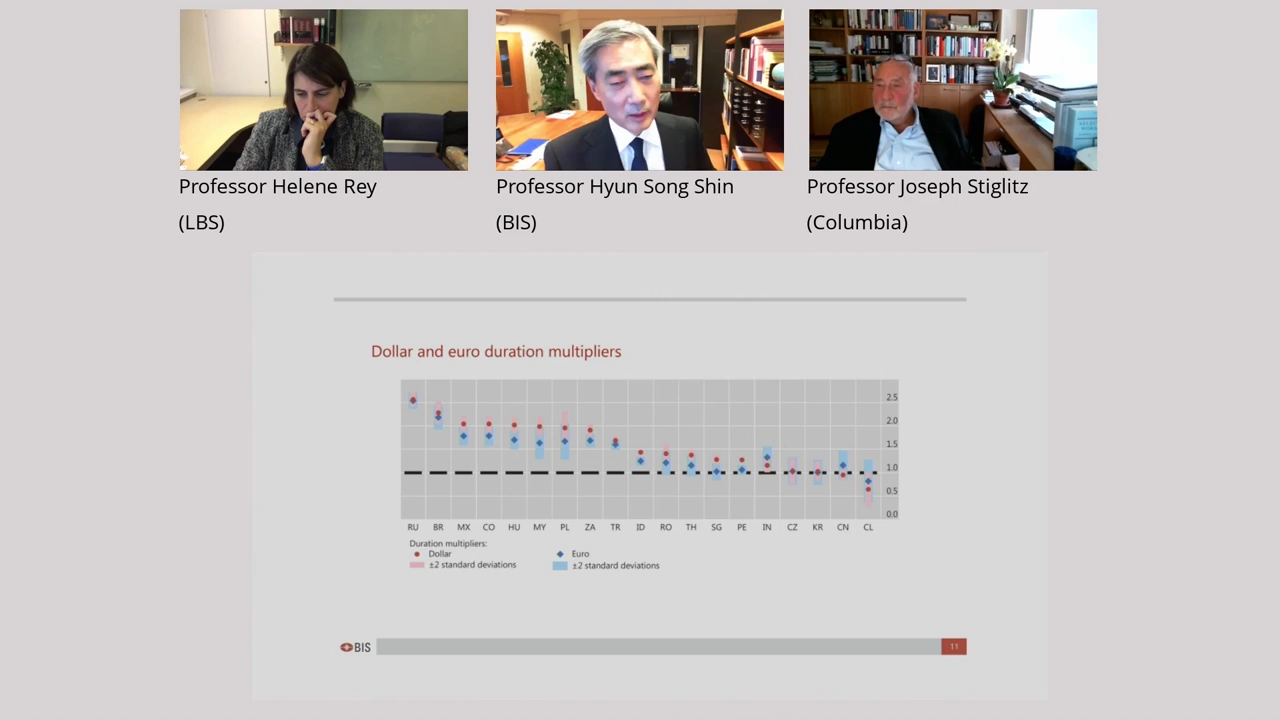 Professor Helene Rey
(LBS)
Professor Hyun Song Shin
(BIS)
Professor Joseph Stiglitz
(Columbia)
Dollar and euro duration multipliers
2.5
2.0
1.5
1.0
0.5
0.0
RU BR MX CO HU MY PL ZA TR ID RO TH SG PE IN CZ KR CN CL
Duration multipliers:
Dollar Euro
±2 standard deviations ±2 standard deviations
BIS 11